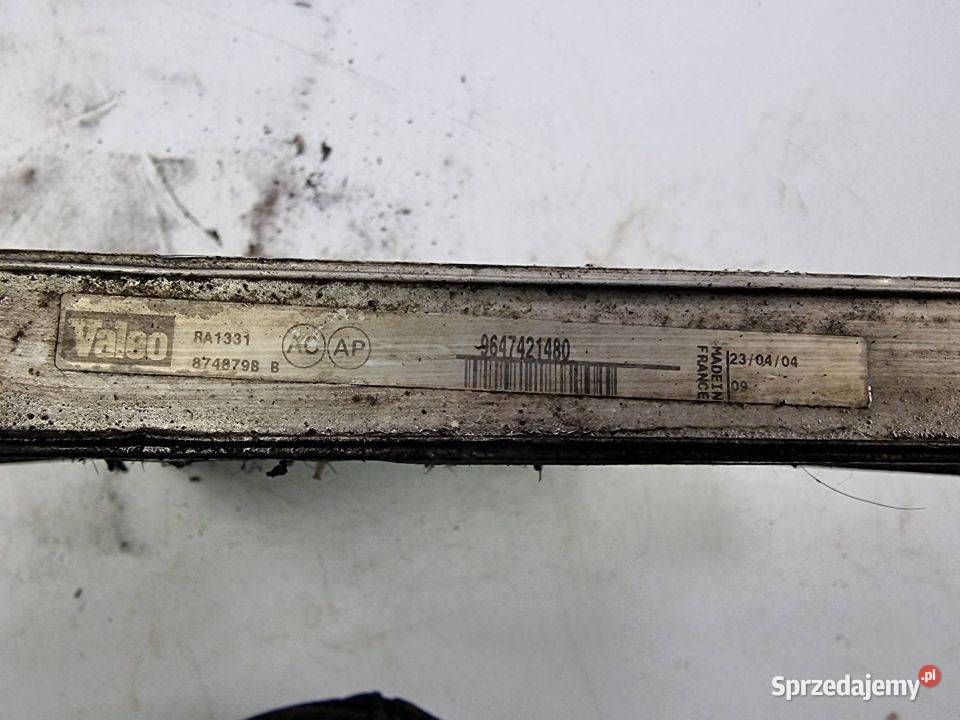 Valeo
RA1331
874879B B
AC
AP
9647421480
MADE IN
FRANCE
23/04/04
09
Sprzedajemy.pl